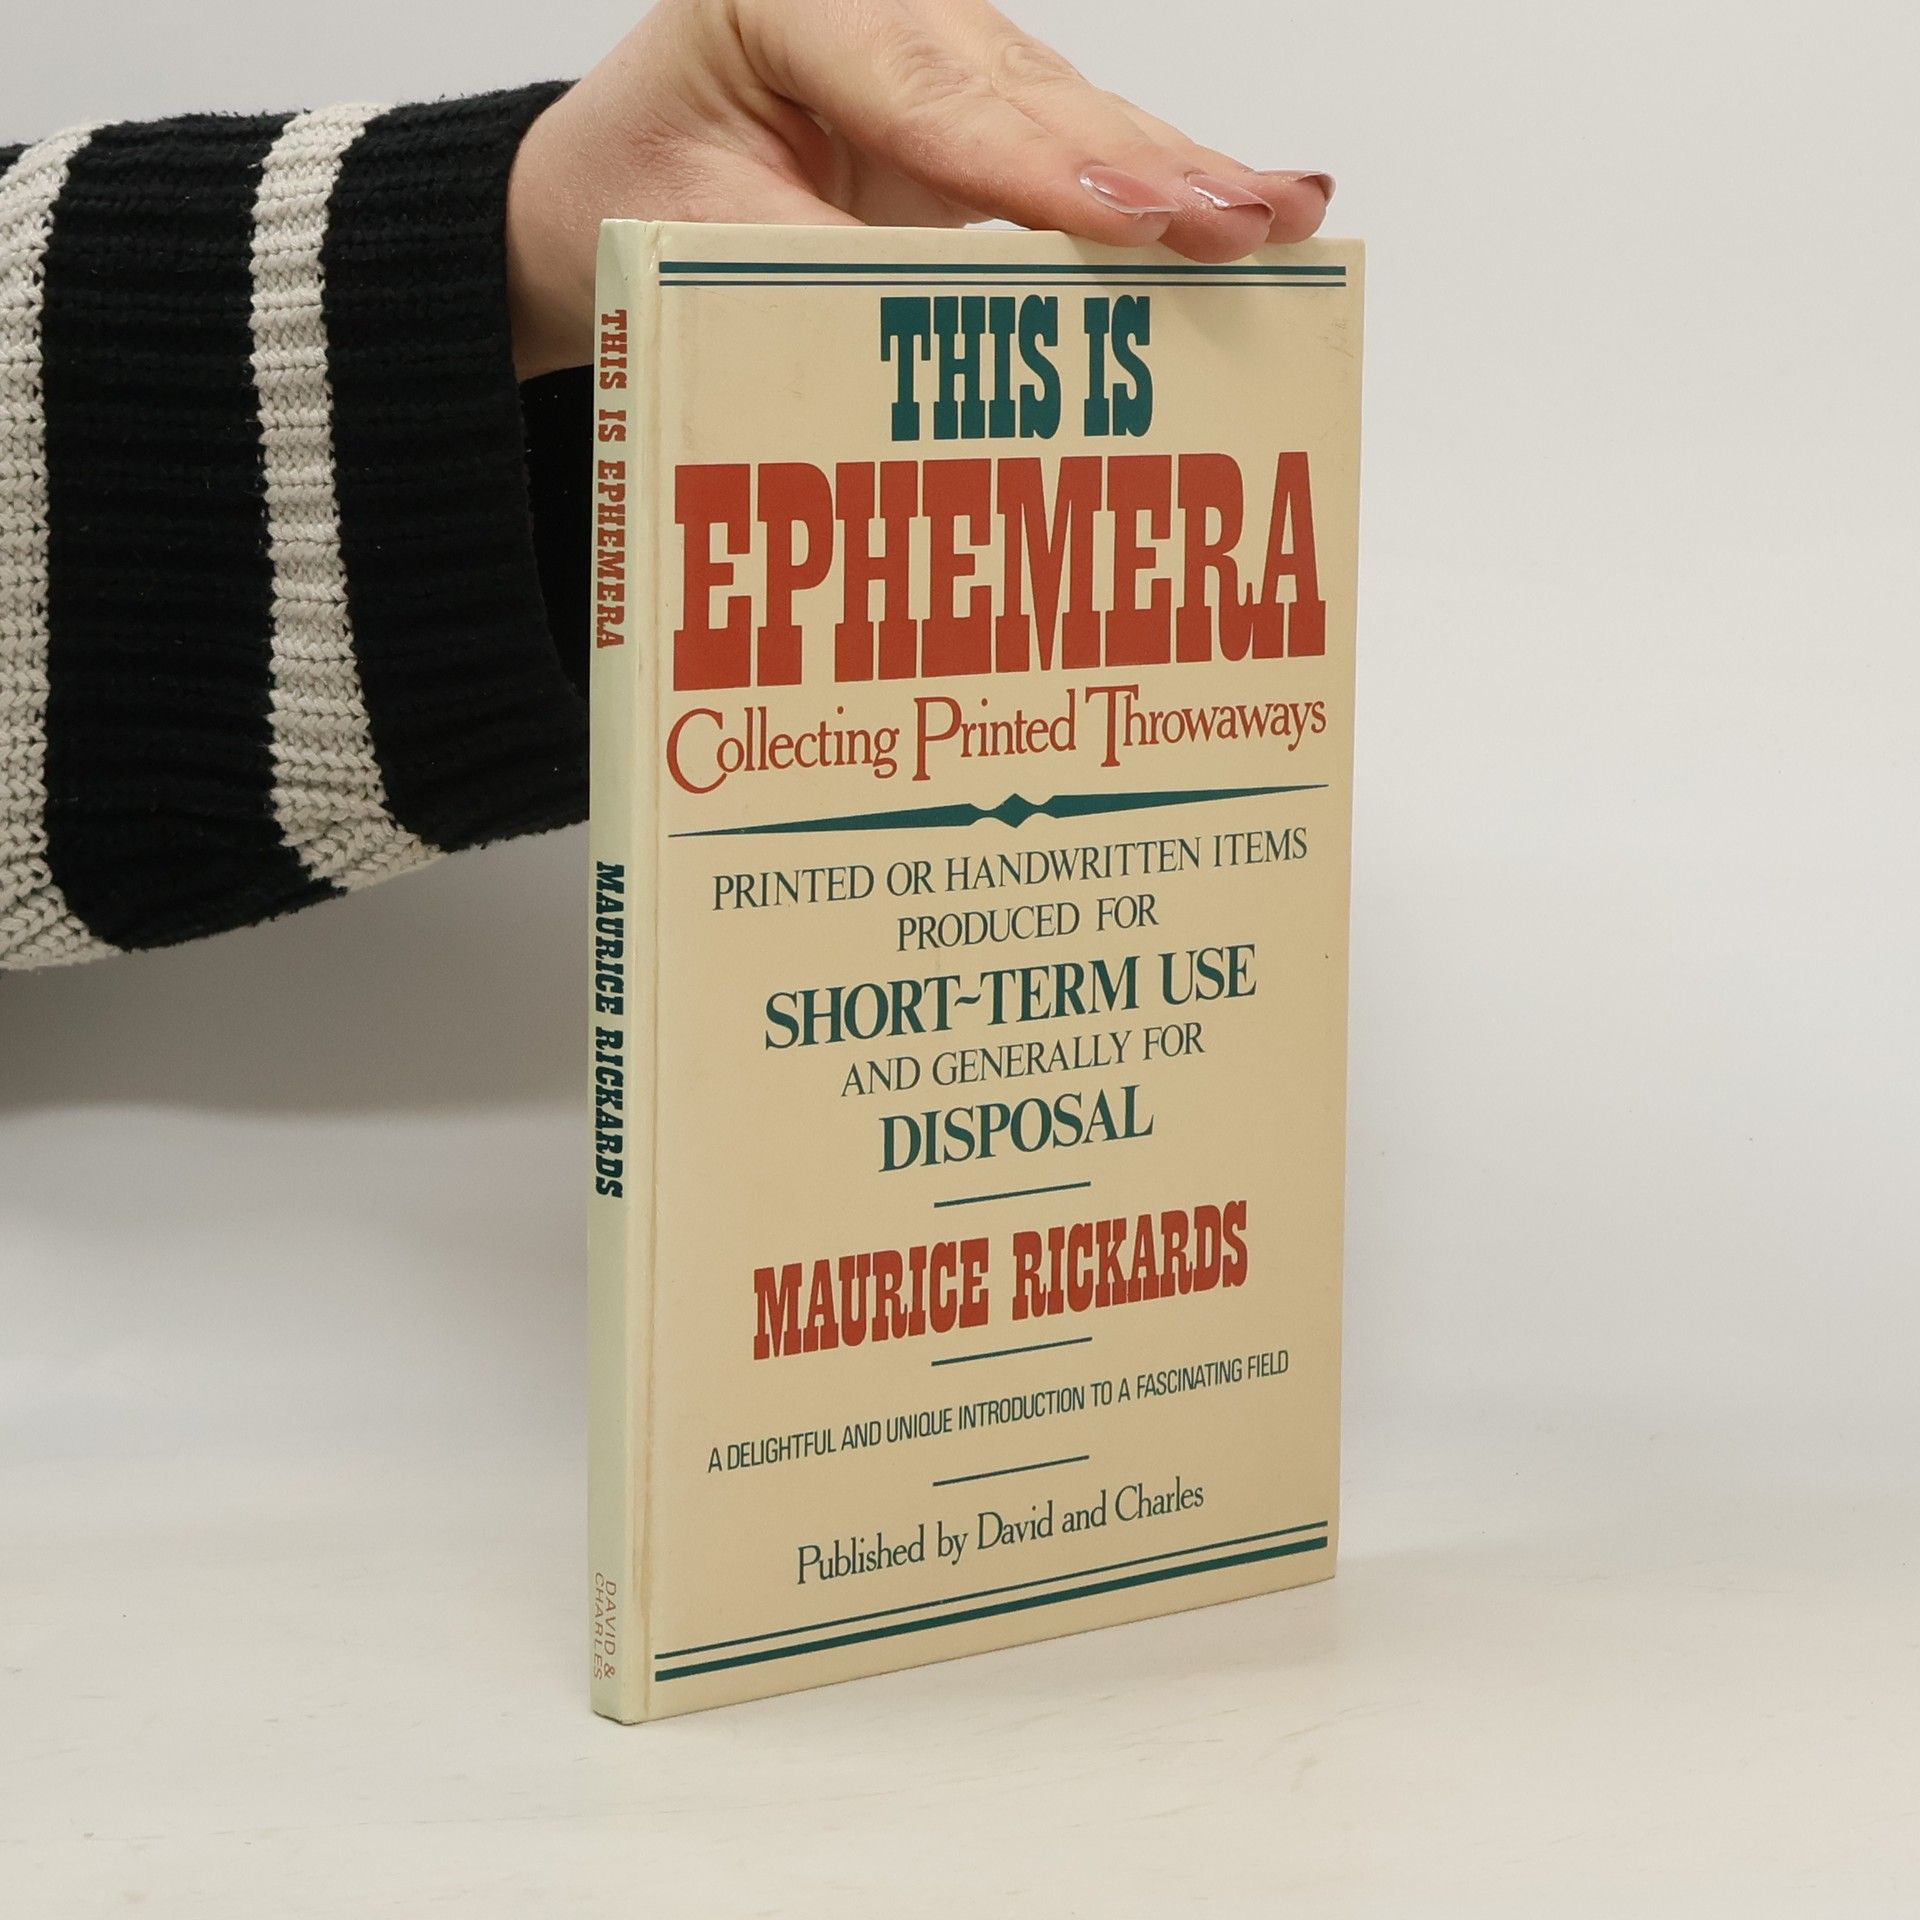 THIS IS EPHEMERA
MAURICE RICKARDS
DAVID &
CHARLES
THIS IS
EPHEMERA
Collecting Printed Throwaways
PRINTED OR HANDWRITTEN ITEMS
PRODUCED FOR
SHORT~TERM USE
AND GENERALLY FOR
DISPOSAL
MAURICE RICKARDS
A DELIGHTFUL AND UNIQUE INTRODUCTION TO A FASCINATING FIELD
Published by David and Charles